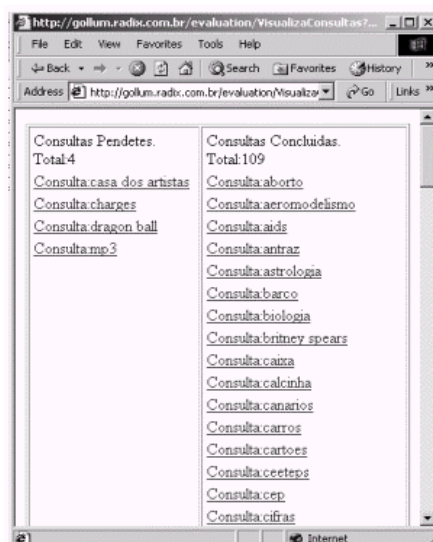 http://gollum.radix.com.br/evaluation/VisualizaConsultas?...
File Edit View Favorites Tools Help
Back Search Favorites History »
Address http://gollum.radix.com.br/evaluation/Visualiza Go Links »
Consultas Pendetes.
Total:4
Consulta:casa dos artistas
Consulta:charges
Consulta:dragon ball
Consulta:mp3
Consultas Concluidas.
Total:109
Consulta:aborto
Consulta:aeromodelismo
Consulta:aids
Consulta:antraz
Consulta:astrologia
Consulta:barco
Consulta:biologia
Consulta:britney spears
Consulta:caixa
Consulta:calcinha
Consulta:canarios
Consulta:carros
Consulta:cartoes
Consulta:ceeteps
Consulta:cep
Consulta:cifras
Internet